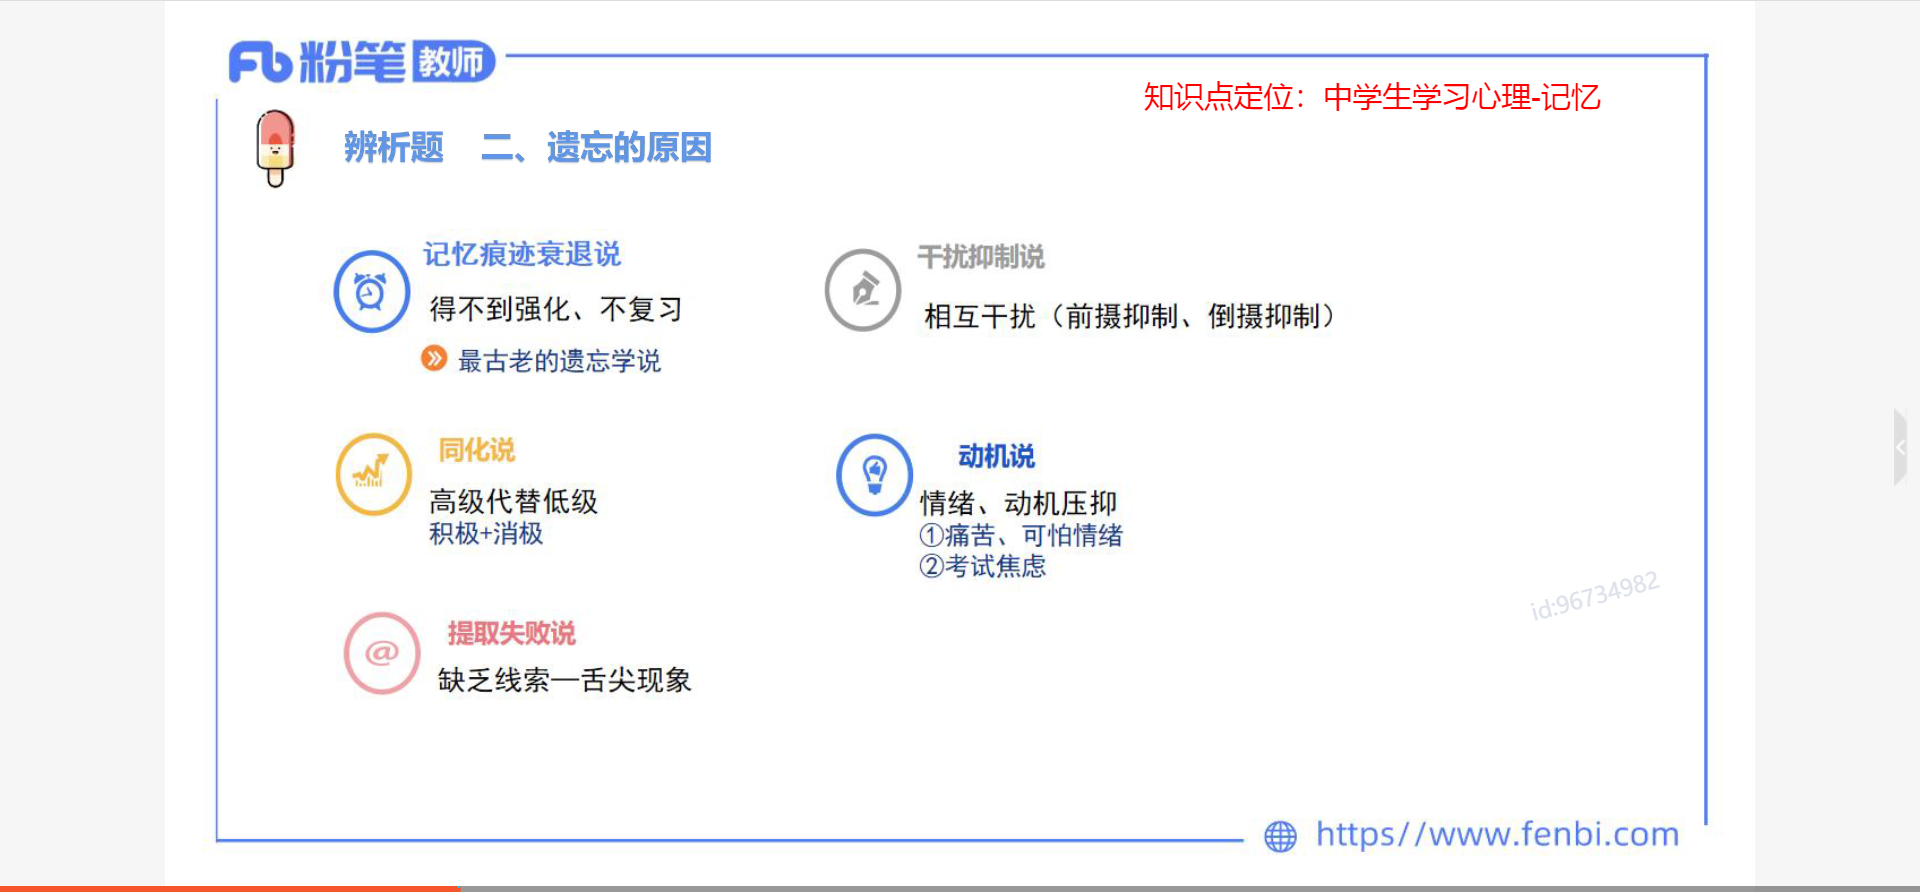 粉笔教师
知识点定位：中学生学习心理-记忆
辨析题 二、遗忘的原因
记忆痕迹衰退说
得不到强化、不复习
最古老的遗忘学说
干扰抑制说
相互干扰（前摄抑制、倒摄抑制）
同化说
高级代替低级
积极+消极
动机说
情绪、动机压抑
①痛苦、可怕情绪
②考试焦虑
提取失败说
@
缺乏线索—舌尖现象
id:96734982
https//www.fenbi.com